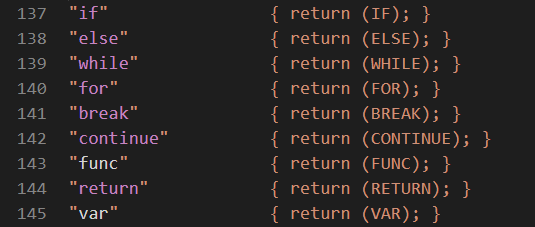 137 "if" { return (IF); }
138 "else" { return (ELSE); }
139 "while" { return (WHILE); }
140 "for" { return (FOR); }
141 "break" { return (BREAK); }
142 "continue" { return (CONTINUE); }
143 "func" { return (FUNC); }
144 "return" { return (RETURN); }
145 "var" { return (VAR); }